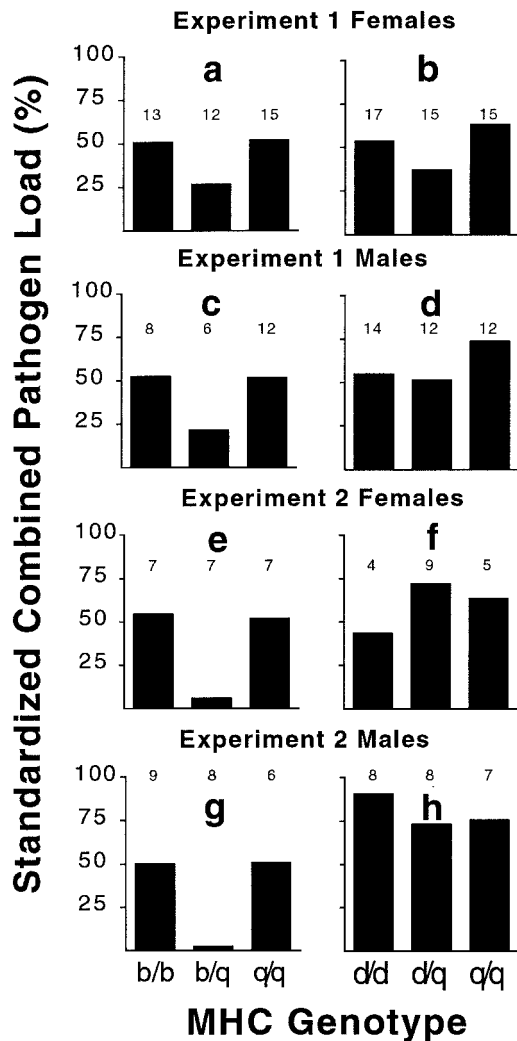 Standardized Combined Pathogen Load (%)
Experiment 1 Females
a b
100
75
50
25
13 12 15 17 15 15
Experiment 1 Males
c d
100
75
50
25
8 6 12 14 12 12
Experiment 2 Females
e f
100
75
50
25
7 7 7 4 9 5
Experiment 2 Males
g h
100
75
50
25
9 8 6 8 8 7
b/b b/q q/q d/d d/q q/q
MHC Genotype